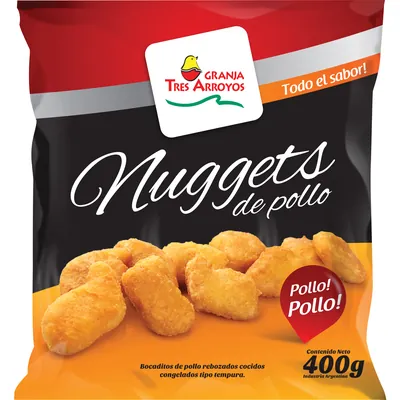 GRANJA
TRES ARROYOS
Todo el sabor!
Nuggets
de pollo
Pollo!
Pollo!
Bocaditos de pollo rebozados cocidos
congelados tipo tempura.
Contenido Neto
400g
Industria Argentina